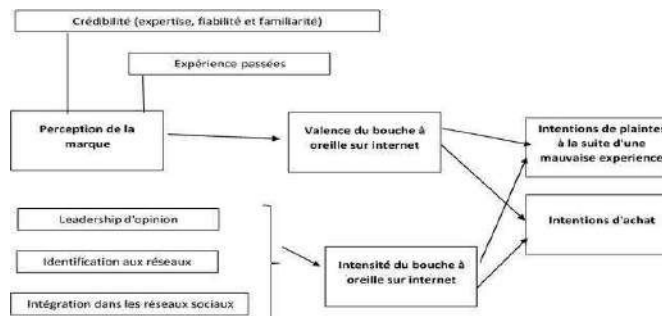 Crédibilité (expertise, fiabilité et familiarité)
Expérience passées
Perception de la
marque
Valence du bouche à
oreille sur internet
Intentions de plainter
à la suite d'une
mauvaise experience
Leadership d'opinion
Identification aux réseaux
Intégration dans les réseaux sociaux
Intensité du bouche à
oreille sur internet
Intentions d'achat